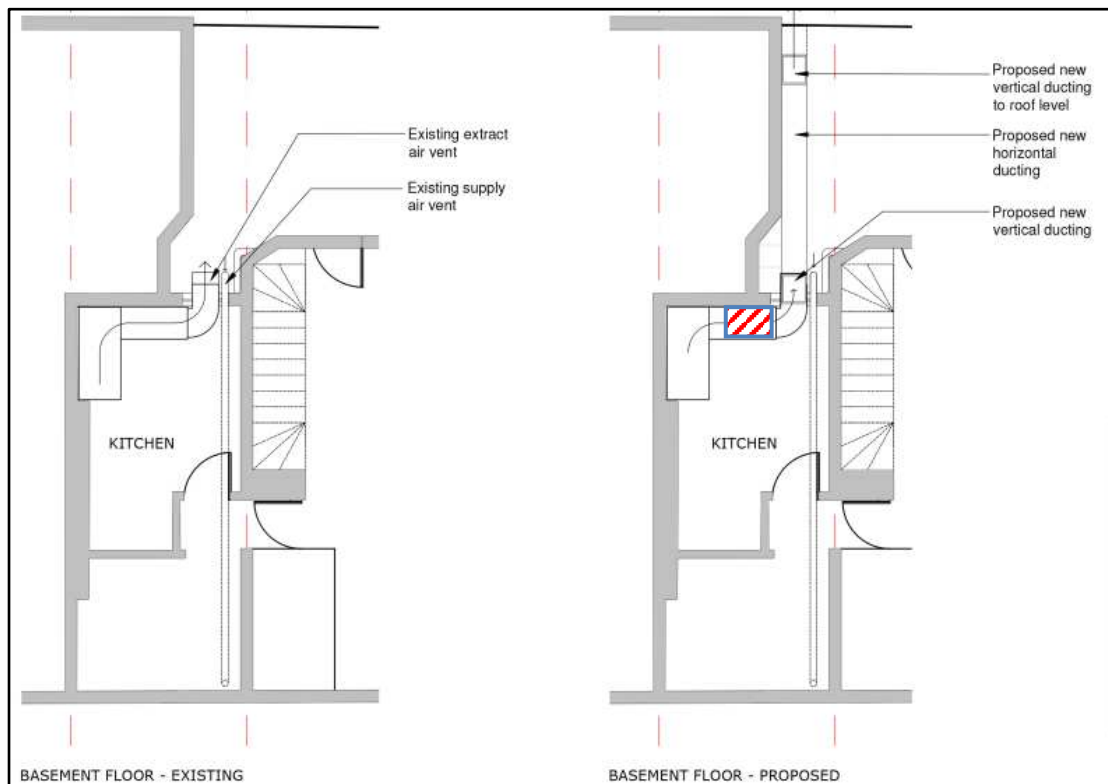 Existing extract
air vent
Existing supply
air vent
KITCHEN
BASEMENT FLOOR - EXISTING
Proposed new
vertical ducting
to roof level
Proposed new
horizontal
ducting
Proposed new
vertical ducting
KITCHEN
BASEMENT FLOOR - PROPOSED